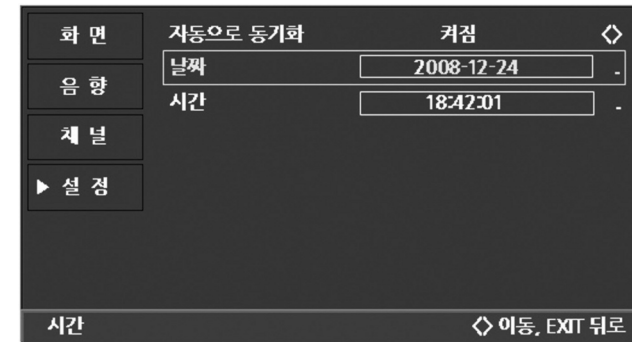 화 면
음 향
채 널
▶ 설 정
자동으로 동기화 켜짐 <>
날짜 2008-12-24 .
시간 18:42:01 .
시간 <> 이동, EXIT 뒤로